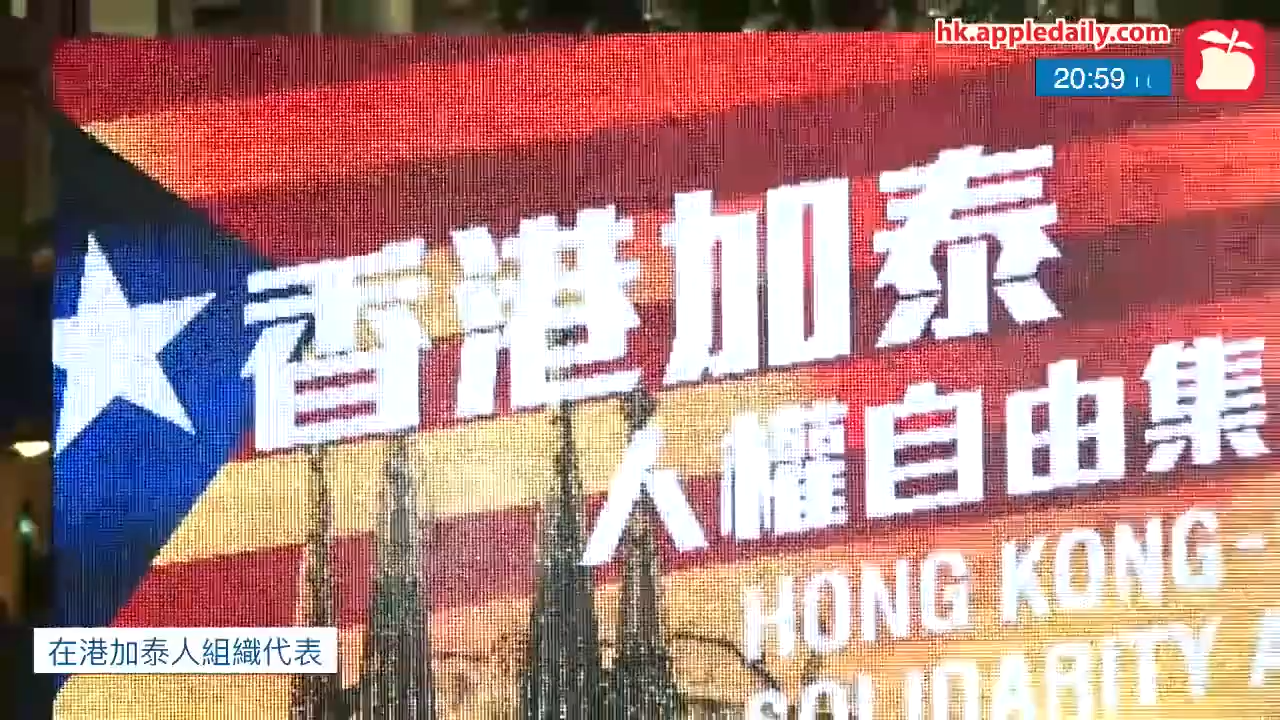 hk.appledaily.com
20:59
香港加泰
人權自由集
HONG KONG-
SOLIDARITY A
在港加泰人組織代表